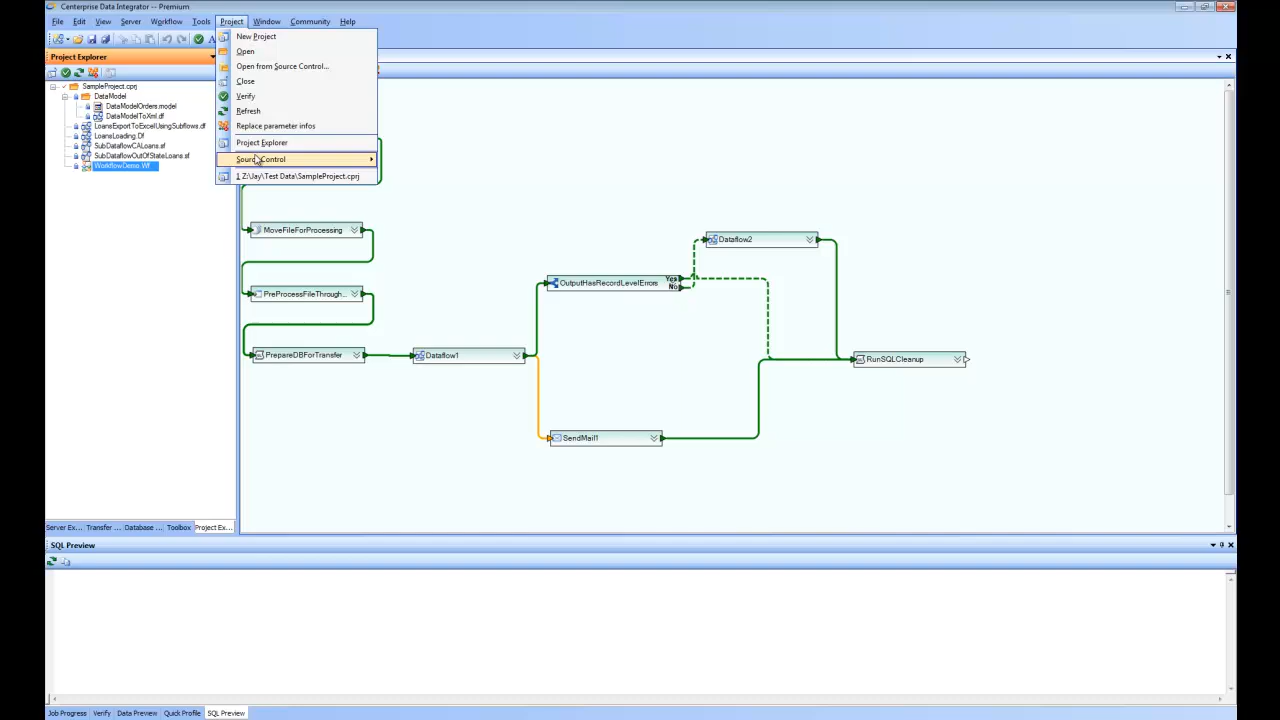 Centerprise Data Integrator -- Premium
File Edit View Server Workflow Tools Project Window Community Help
Project Explorer
SampleProject.cprj
DataModel
DataModelOrders.model
DataModelToXml.df
LoansExportToExcelUsingSubflows.df
LoansLoading.Df
SubDataflowCALoans.sf
SubDataflowOutOfStateLoans.sf
WorkflowDemo.Wf
New Project
Open
Open from Source Control...
Close
Verify
Refresh
Replace parameter infos
Project Explorer
Source Control
1 Z:\Jay\Test Data\SampleProject.cprj
MoveFileForProcessing
PreProcessFileThrough...
PrepareDBForTransfer
Dataflow1
OutputHasRecordLevelErrors
Yes
No
Dataflow2
SendMail1
RunSQLCleanup
Server Ex... Transfer ... Database ... Toolbox Project Ex...
SQL Preview
Job Progress Verify Data Preview Quick Profile SQL Preview